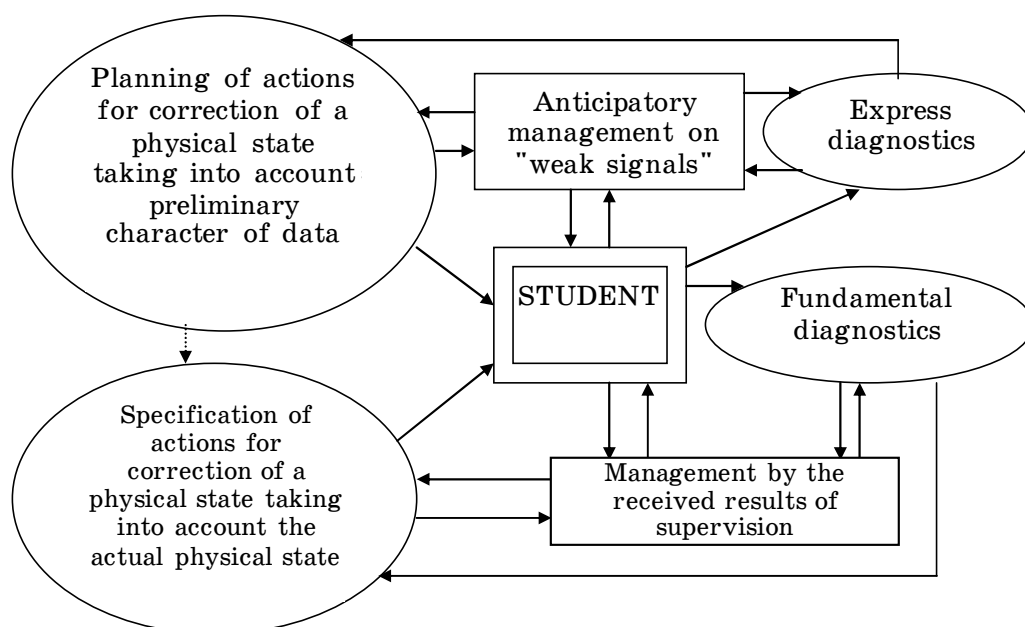 Planning of actions
for correction of a
physical state
taking into account
preliminary
character of data
Anticipatory
management on
"weak signals"
Express
diagnostics
STUDENT
Fundamental
diagnostics
Specification of
actions for
correction of a
physical state taking
into account the
actual physical state
Management by the
received results of
supervision